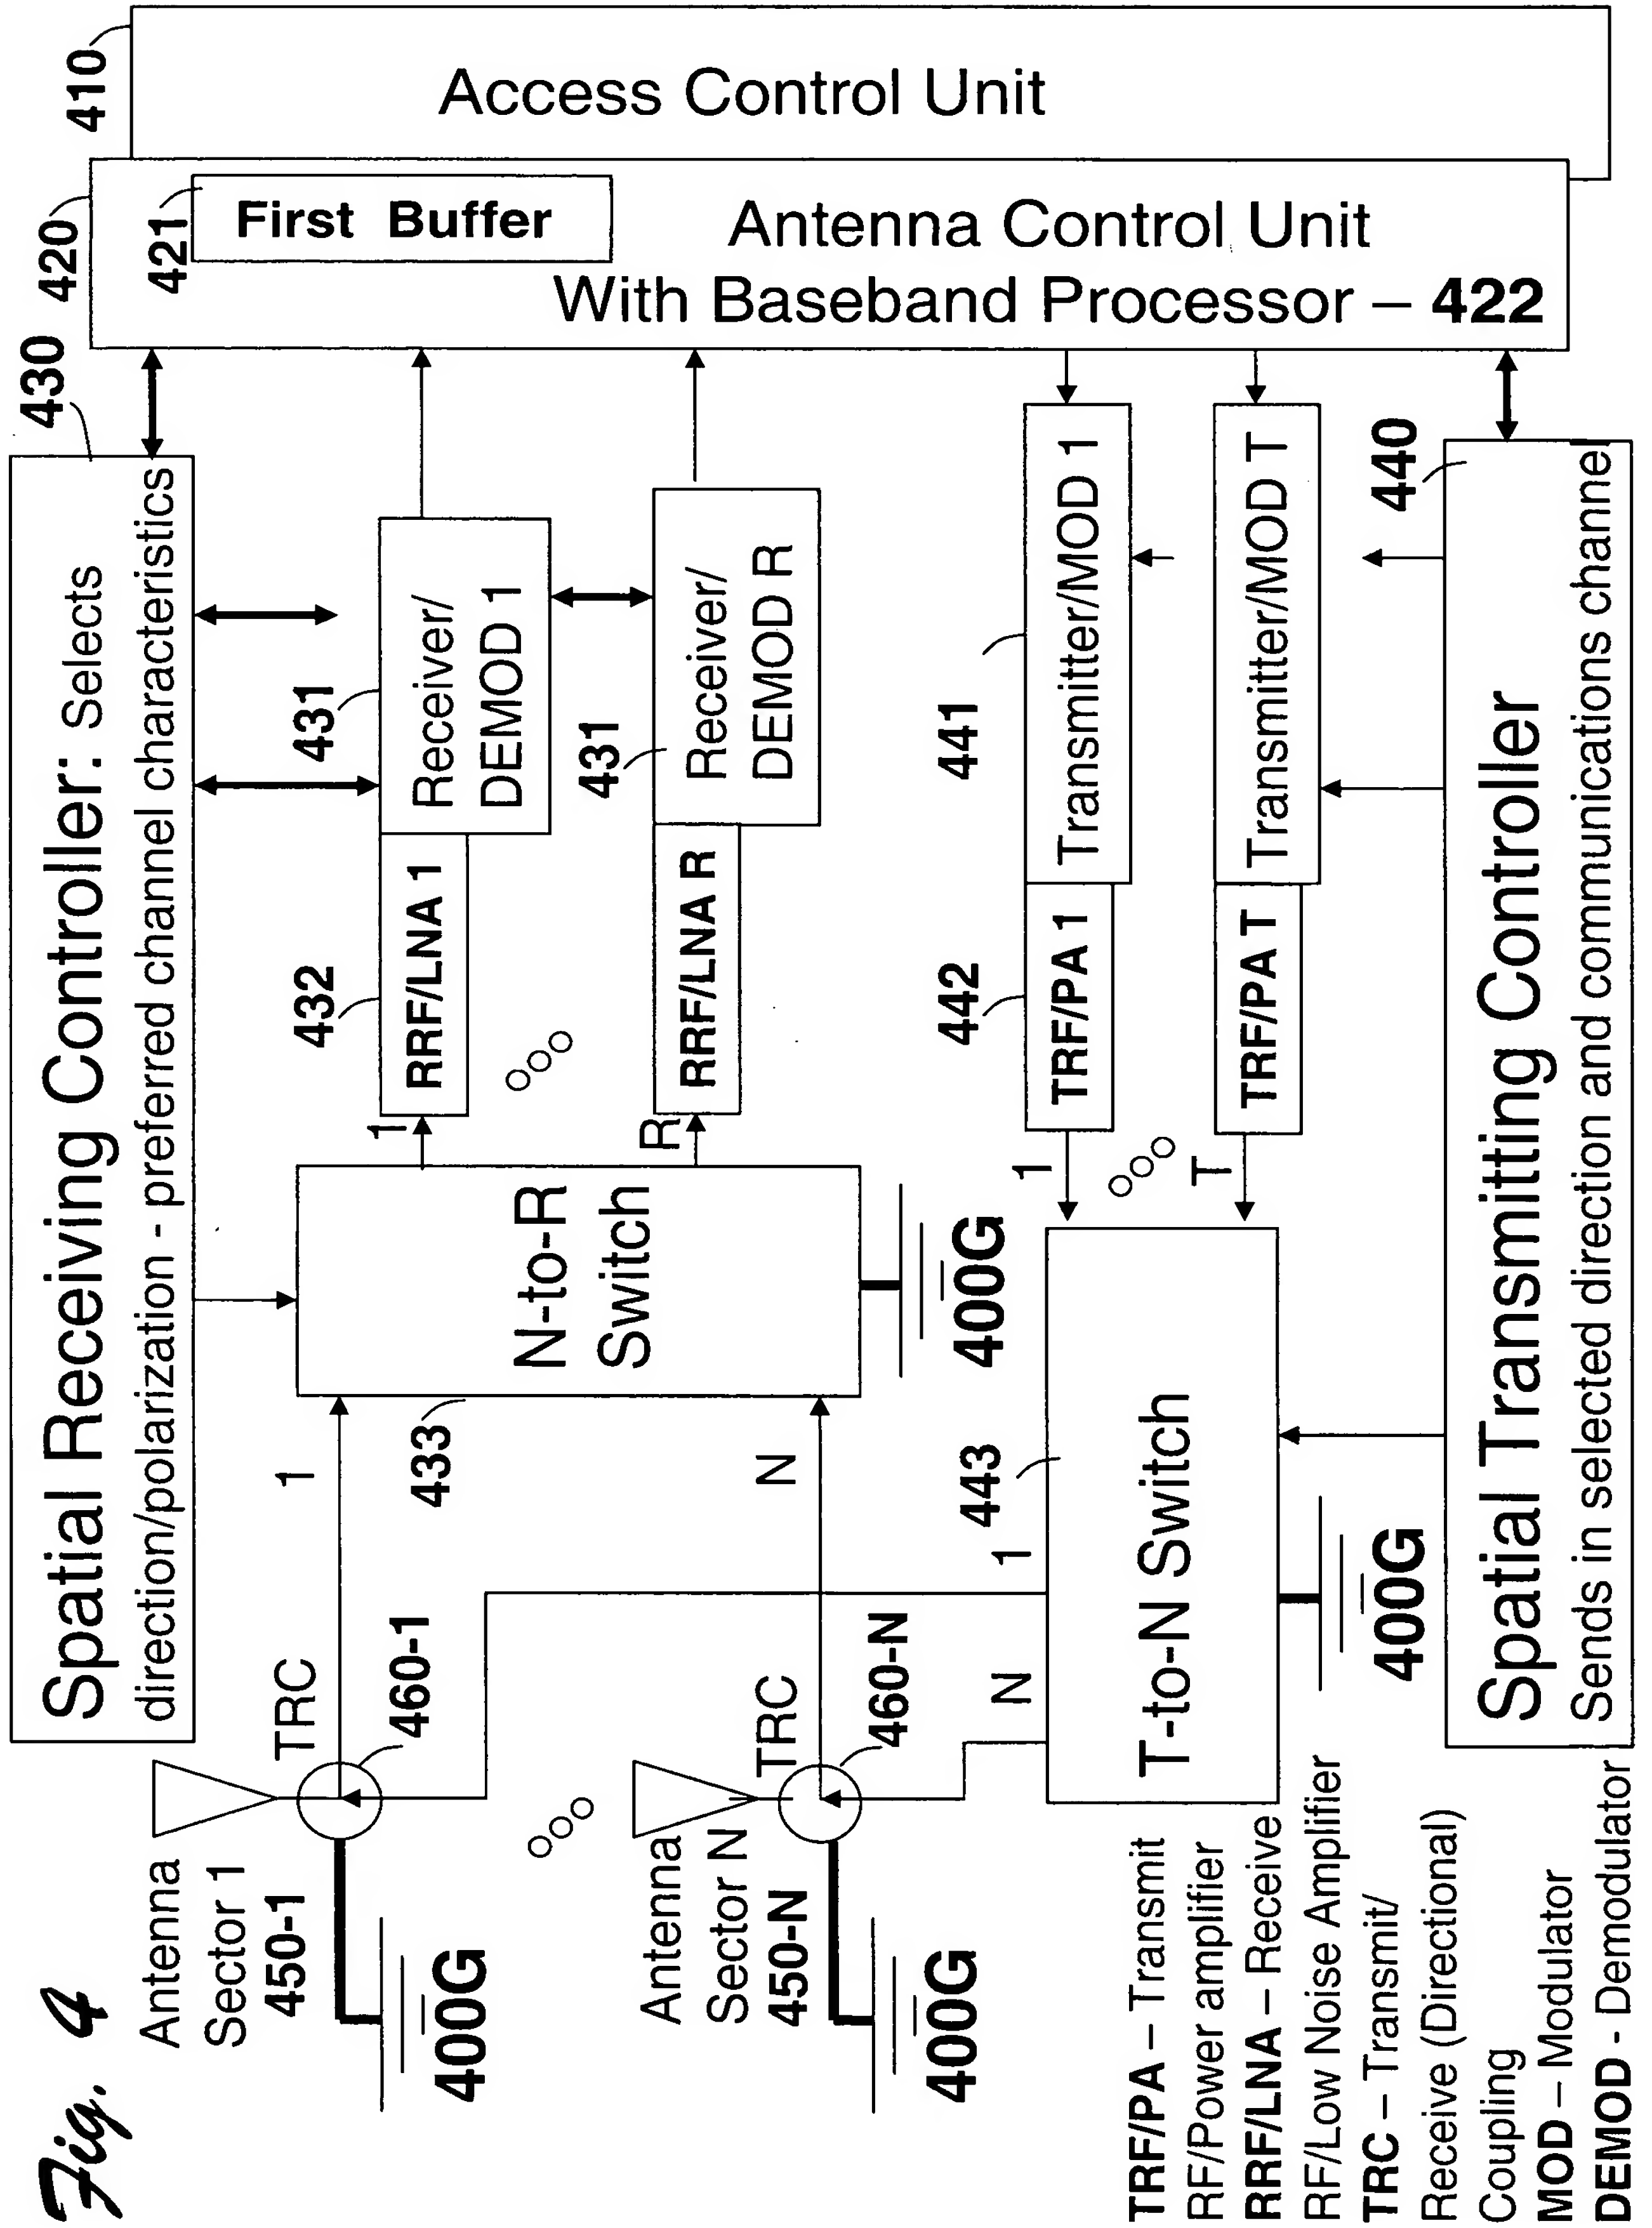 Fig. 4
Spatial Receiving Controller: Selects
direction/polarization - preferred channel characteristics
430
420
410
421
First Buffer
Access Control Unit
Antenna Control Unit
With Baseband Processor – 422
Antenna
Sector 1
450-1
TRC
460-1
400G
1
433
N-to-R
Switch
400G
1
432
RRF/LNA 1
431
Receiver/
DEMOD 1
Antenna
Sector N
450-N
TRC
460-N
400G
N
R
RRF/LNA R
431
Receiver/
DEMOD R
N
1
443
T-to-N Switch
400G
1
442
TRF/PA 1
441
Transmitter/MOD 1
T
TRF/PA T
Transmitter/MOD T
440
Spatial Transmitting Controller
Sends in selected direction and communications channel
TRF/PA – Transmit
RF/Power amplifier
RRF/LNA – Receive
RF/Low Noise Amplifier
TRC – Transmit/
Receive (Directional)
Coupling
MOD – Modulator
DEMOD - Demodulator